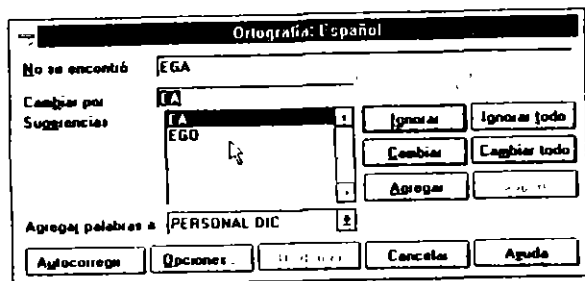 Ortografía: Español
No se encontró EGA
Cambiar por EA
Sugerencias EA
EGO
Ignorar Ignorar todo
Cambiar Cambiar todo
Agregar
Agregar palabras a PERSONAL DIC
Autocorregir Opciones... Cancelar Ayuda